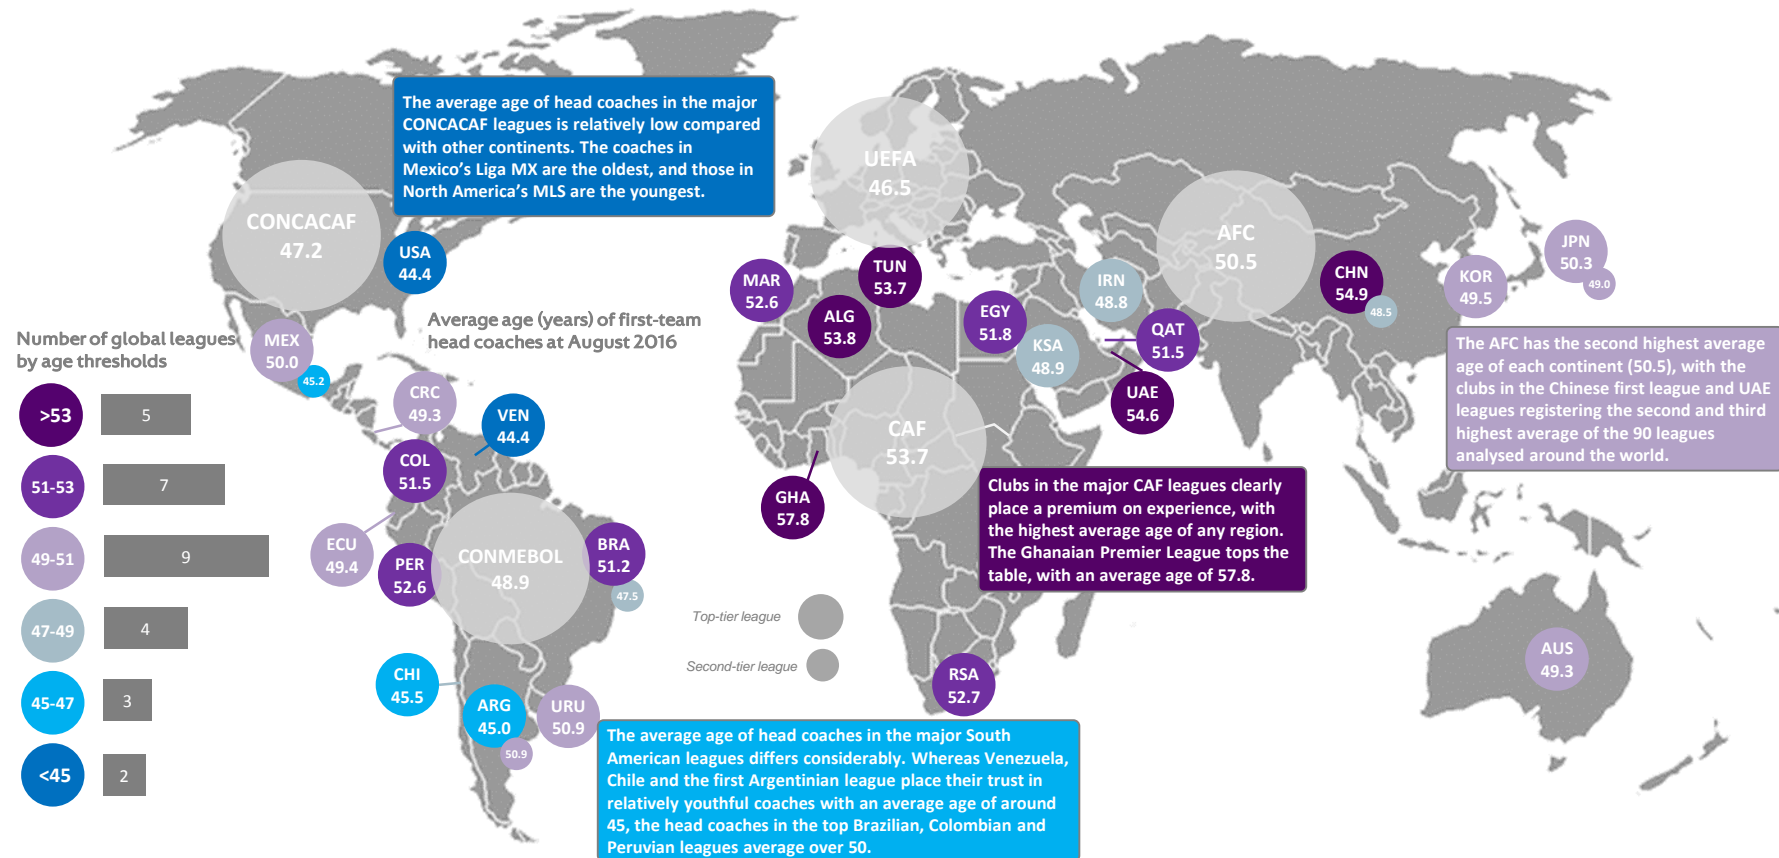 The average age of head coaches in the major
CONCACAF leagues is relatively low compared
with other continents. The coaches in
Mexico's Liga MX are the oldest, and those in
North America's MLS are the youngest.
UEFA
46.5
CONCACAF
47.2
USA
44.4
AFC
50.5
JPN
50.3
49.0
KOR
49.5
CHN
54.9
48.5
TUN
53.7
MAR
52.6
ALG
53.8
EGY
51.8
IRN
48.8
KSA
48.9
QAT
51.5
UAE
54.6
Average age (years) of first-team
head coaches at August 2016
MEX
50.0
45.2
Number of global leagues
by age thresholds
>53
5
51-53
7
49-51
9
47-49
4
45-47
3
<45
2
The AFC has the second highest average
age of each continent (50.5), with the
clubs in the Chinese first league and UAE
leagues registering the second and third
highest average of the 90 leagues
analysed around the world.
CRC
49.3
VEN
44.4
COL
51.5
CAF
53.7
GHA
57.8
Clubs in the major CAF leagues clearly
place a premium on experience, with
the highest average age of any region.
The Ghanaian Premier League tops the
table, with an average age of 57.8.
ECU
49.4
PER
52.6
CONMEBOL
48.9
BRA
51.2
47.5
Top-tier league
Second-tier league
AUS
49.3
CHI
45.5
ARG
45.0
50.9
URU
50.9
RSA
52.7
The average age of head coaches in the major South
American leagues differs considerably. Whereas Venezuela,
Chile and the first Argentinian league place their trust in
relatively youthful coaches with an average age of around
45, the head coaches in the top Brazilian, Colombian and
Peruvian leagues average over 50.